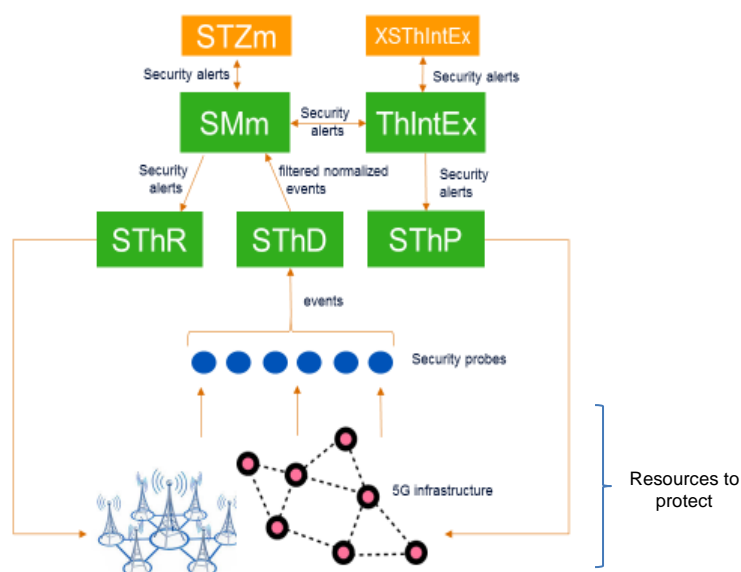 STZm
XSThIntEx
Security alerts
Security alerts
SMm
Security
alerts
ThIntEx
Security
alerts
filtered normalized
events
Security
alerts
SThR
SThD
SThP
events
Security probes
5G infrastructure
Resources to
protect